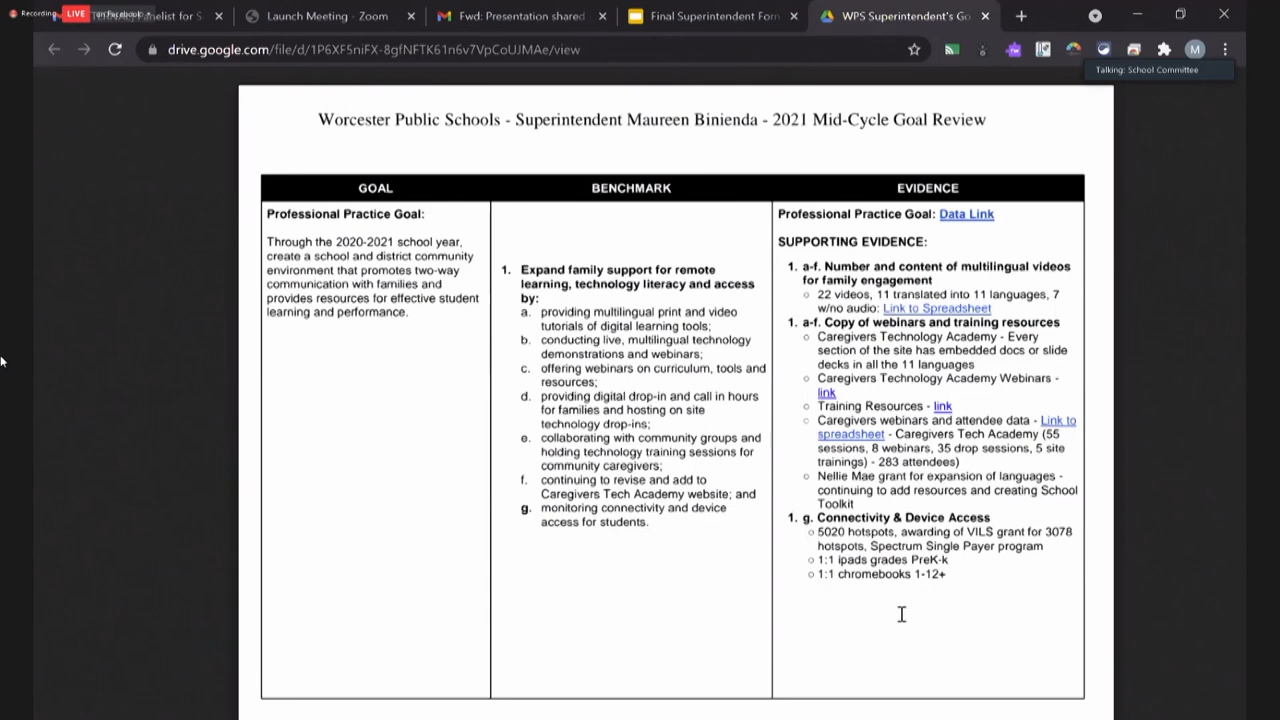 Recording
LIVE
on Facebook
Launch Meeting - Zoom
Fwd: Presentation shared
Final Superintendent Form
WPS Superintendent's Go
drive.google.com/file/d/1P6XF5niFX-8gfNFTK61n6v7VpCoUJMAe/view
M
Talking: School Committee
Worcester Public Schools - Superintendent Maureen Binienda - 2021 Mid-Cycle Goal Review
GOAL
BENCHMARK
EVIDENCE
Professional Practice Goal:
Through the 2020-2021 school year,
create a school and district community
environment that promotes two-way
communication with families and
provides resources for effective student
learning and performance.
1. Expand family support for remote
learning, technology literacy and access
by:
a. providing multilingual print and video
tutorials of digital learning tools;
b. conducting live, multilingual technology
demonstrations and webinars;
c. offering webinars on curriculum, tools and
resources;
d. providing digital drop-in and call in hours
for families and hosting on site
technology drop-ins;
e. collaborating with community groups and
holding technology training sessions for
community caregivers;
f. continuing to revise and add to
Caregivers Tech Academy website; and
g. monitoring connectivity and device
access for students.
Professional Practice Goal: Data Link
SUPPORTING EVIDENCE:
1. a-f. Number and content of multilingual videos
for family engagement
○ 22 videos, 11 translated into 11 languages, 7
w/no audio: Link to Spreadsheet
1. a-f. Copy of webinars and training resources
○ Caregivers Technology Academy - Every
section of the site has embedded docs or slide
decks in all the 11 languages
○ Caregivers Technology Academy Webinars -
link
○ Training Resources - link
○ Caregivers webinars and attendee data - Link to
spreadsheet - Caregivers Tech Academy (55
sessions, 8 webinars, 35 drop sessions, 5 site
trainings) - 283 attendees)
○ Nellie Mae grant for expansion of languages -
continuing to add resources and creating School
Toolkit
1. g. Connectivity & Device Access
○ 5020 hotspots, awarding of VILS grant for 3078
hotspots, Spectrum Single Payer program
○ 1:1 ipads grades PreK-k
○ 1:1 chromebooks 1-12+